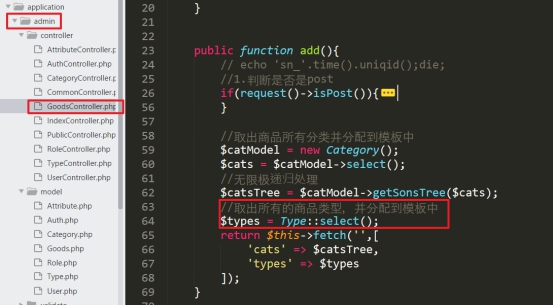 application
admin
controller
AttributeController.p
AuthController.php
CategoryController.p
CommonController.p
GoodsController.php
IndexController.php
PublicController.php
RoleController.php
TypeController.php
UserController.php
model
Attribute.php
Auth.php
Category.php
Goods.php
Role.php
Type.php
User.php
validate
20 }
21
22
23 public function add(){
24 // echo 'sn_'.time().uniqid();die;
25 //1.判断是否是post
26 if(request()->isPost()){
56 }
57
58 //取出商品所有分类并分配到模板中
59 $catModel = new Category();
60 $cats = $catModel->select();
61 //无限极递归处理
62 $catsTree = $catModel->getSonsTree($cats);
63 //取出所有的商品类型，并分配到模板中
64 $types = Type::select();
65 return $this->fetch('',[
66 'cats' => $catsTree,
67 'types' => $types
68 ]);
69 }
70